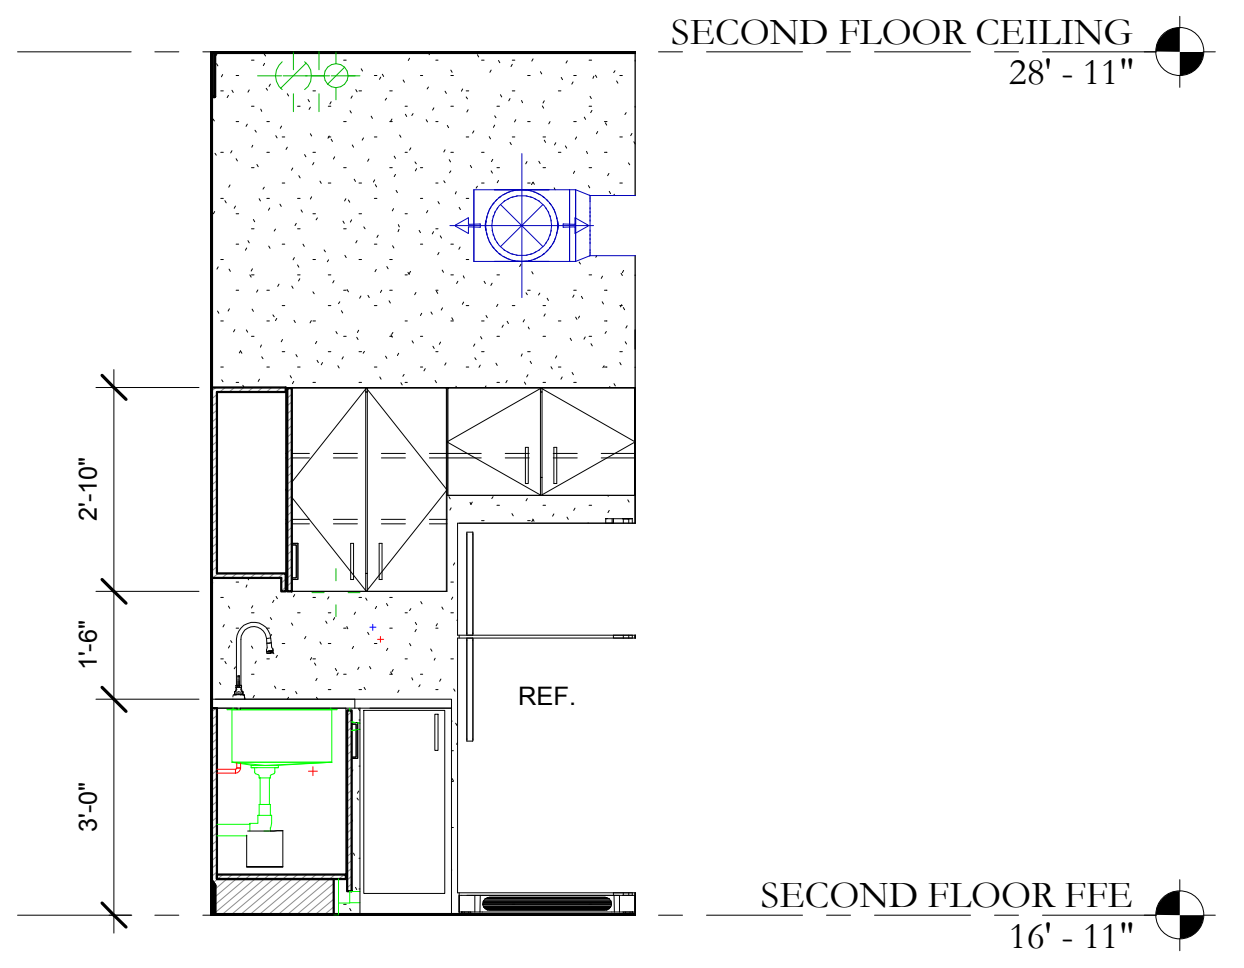 SECOND FLOOR CEILING
28' - 11"
2'-10"
1'-6"
REF.
3'-0"
SECOND FLOOR FFE
16' - 11"